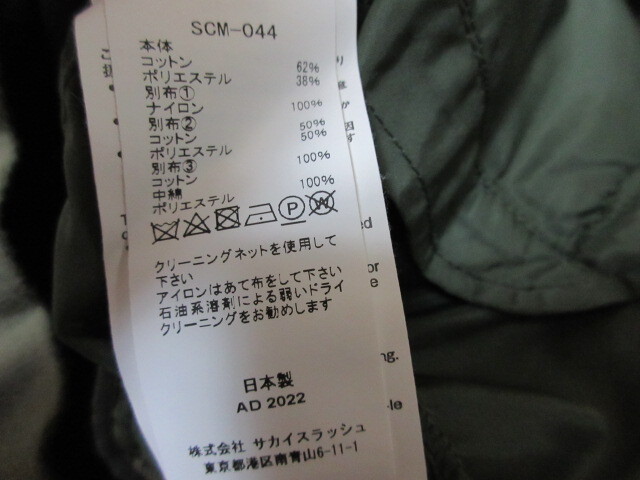 SCM-044
本体
コットン 62%
ポリエステル 38%
別布①
ナイロン 100%
別布②
コットン 50%
ポリエステル 50%
別布③
コットン 100%
中綿
ポリエステル 100%
P W
クリーニングネットを使用して
下さい
アイロンはあて布をして下さい
石油系溶剤による弱いドライ
クリーニングをお勧めします
日本製
AD 2022
株式会社 サカイスラッシュ
東京都港区南青山6-11-1